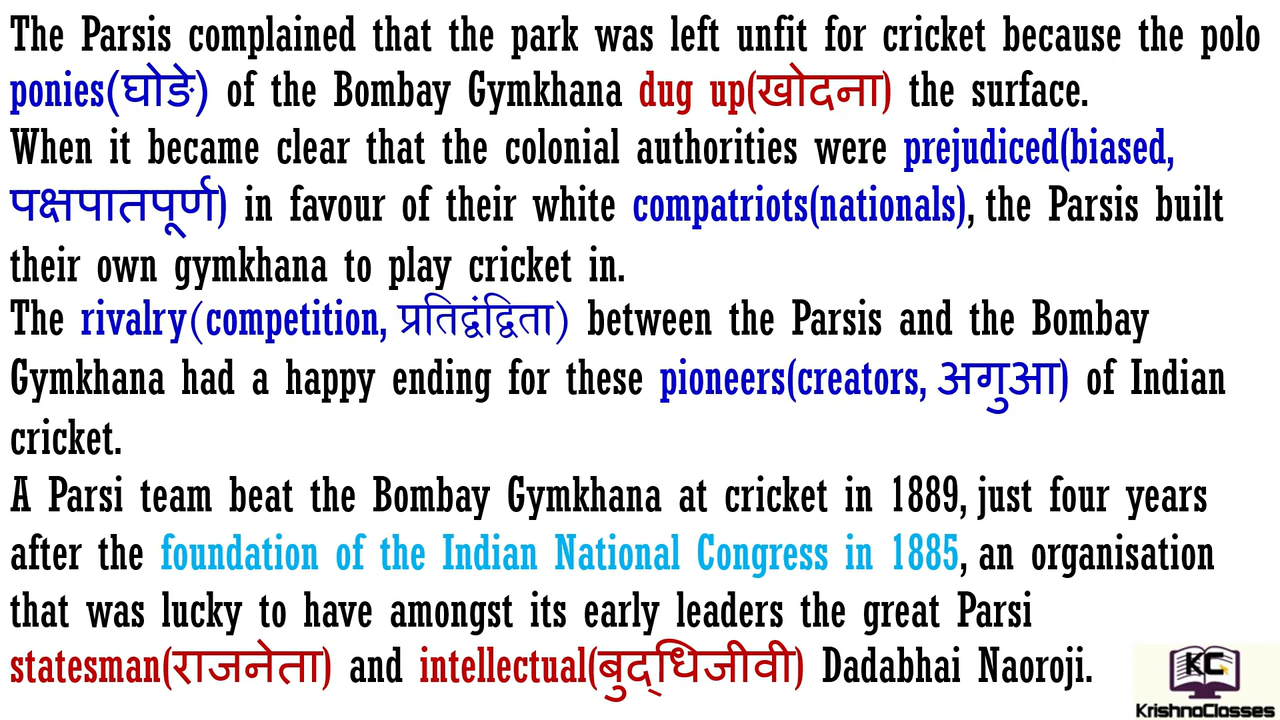 The Parsis complained that the park was left unfit for cricket because the polo
ponies(घोङे) of the Bombay Gymkhana dug up(खोदना) the surface.
When it became clear that the colonial authorities were prejudiced(biased,
पक्षपातपूर्ण) in favour of their white compatriots(nationals), the Parsis built
their own gymkhana to play cricket in.
The rivalry(competition, प्रतिद्वंद्विता) between the Parsis and the Bombay
Gymkhana had a happy ending for these pioneers(creators, अगुआ) of Indian
cricket.
A Parsi team beat the Bombay Gymkhana at cricket in 1889, just four years
after the foundation of the Indian National Congress in 1885, an organisation
that was lucky to have amongst its early leaders the great Parsi
statesman(राजनेता) and intellectual(बुद्‌धिजीवी) Dadabhai Naoroji.
KC
KrishnaClasses